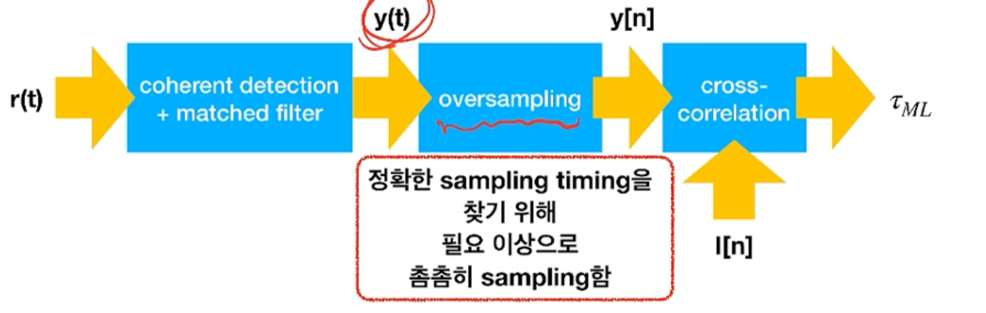 y(t)
y[n]
r(t)
coherent detection
+ matched filter
oversampling
cross-
correlation
τML
정확한 sampling timing을
찾기 위해
필요 이상으로
촘촘히 sampling함
I[n]